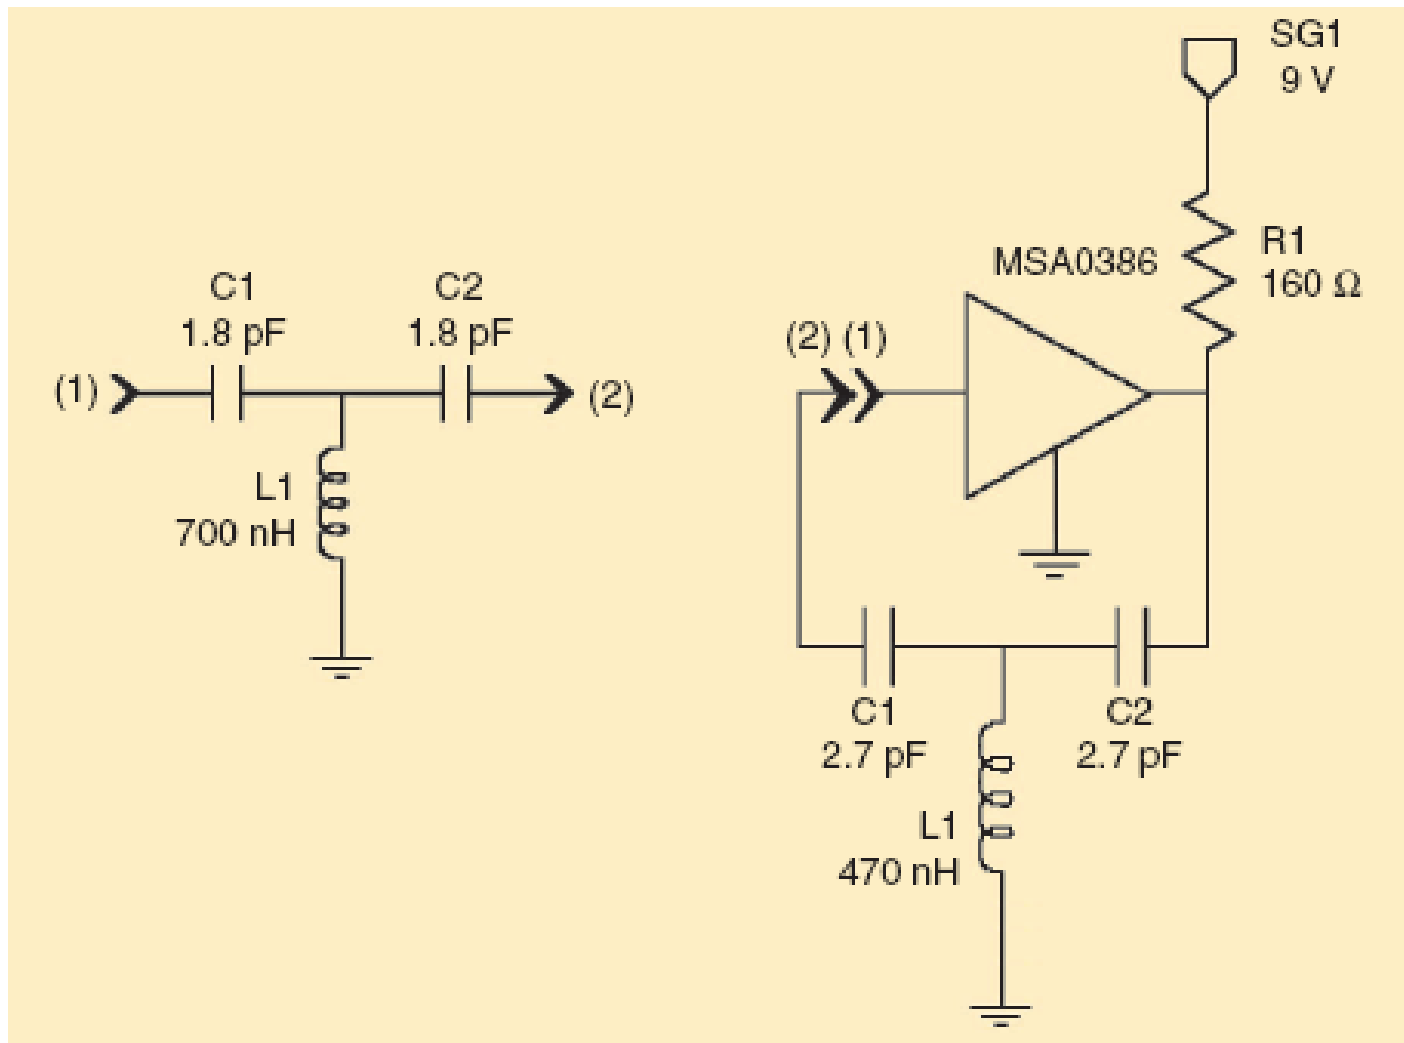 C1
1.8 pF
C2
1.8 pF
(1)
(2)
L1
700 nH
SG1
9 V
R1
160 Ω
MSA0386
(2) (1)
C1
2.7 pF
C2
2.7 pF
L1
470 nH